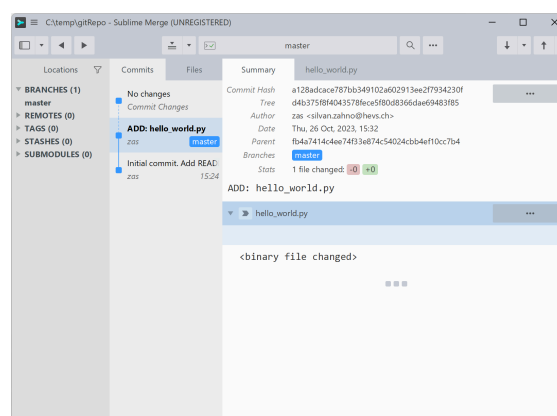 C:\temp\gitRepo - Sublime Merge (UNREGISTERED)
master
Locations
BRANCHES (1)
master
REMOTES (0)
TAGS (0)
STASHES (0)
SUBMODULES (0)
Commits Files
No changes
Commit Changes
ADD: hello_world.py
zas master
Initial commit. Add READ
zas 15:24
Summary hello_world.py
Commit Hash a128adcace787bb349102a602913ee2f7934230f
Tree d4b375f8f4043578fece5f80d8366dae69483f85
Author zas <silvan.zahno@hevs.ch>
Date Thu, 26 Oct, 2023, 15:32
Parent fb4a7414c4ee74f33e874c54024cbb4ef10cc7b4
Branches master
Stats 1 file changed: -0 +0
ADD: hello_world.py
hello_world.py
<binary file changed>